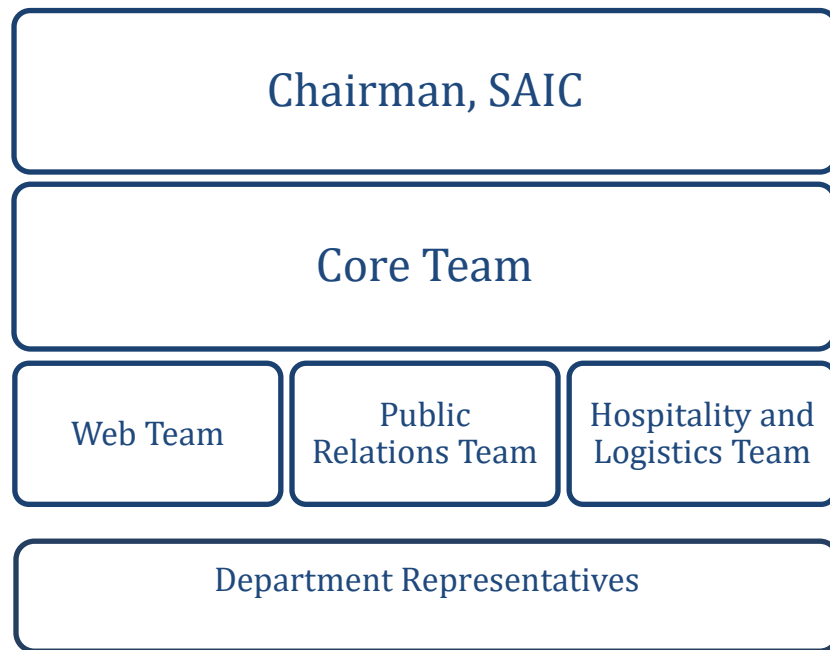 Chairman, SAIC
Core Team
Web Team
Public
Relations Team
Hospitality and
Logistics Team
Department Representatives